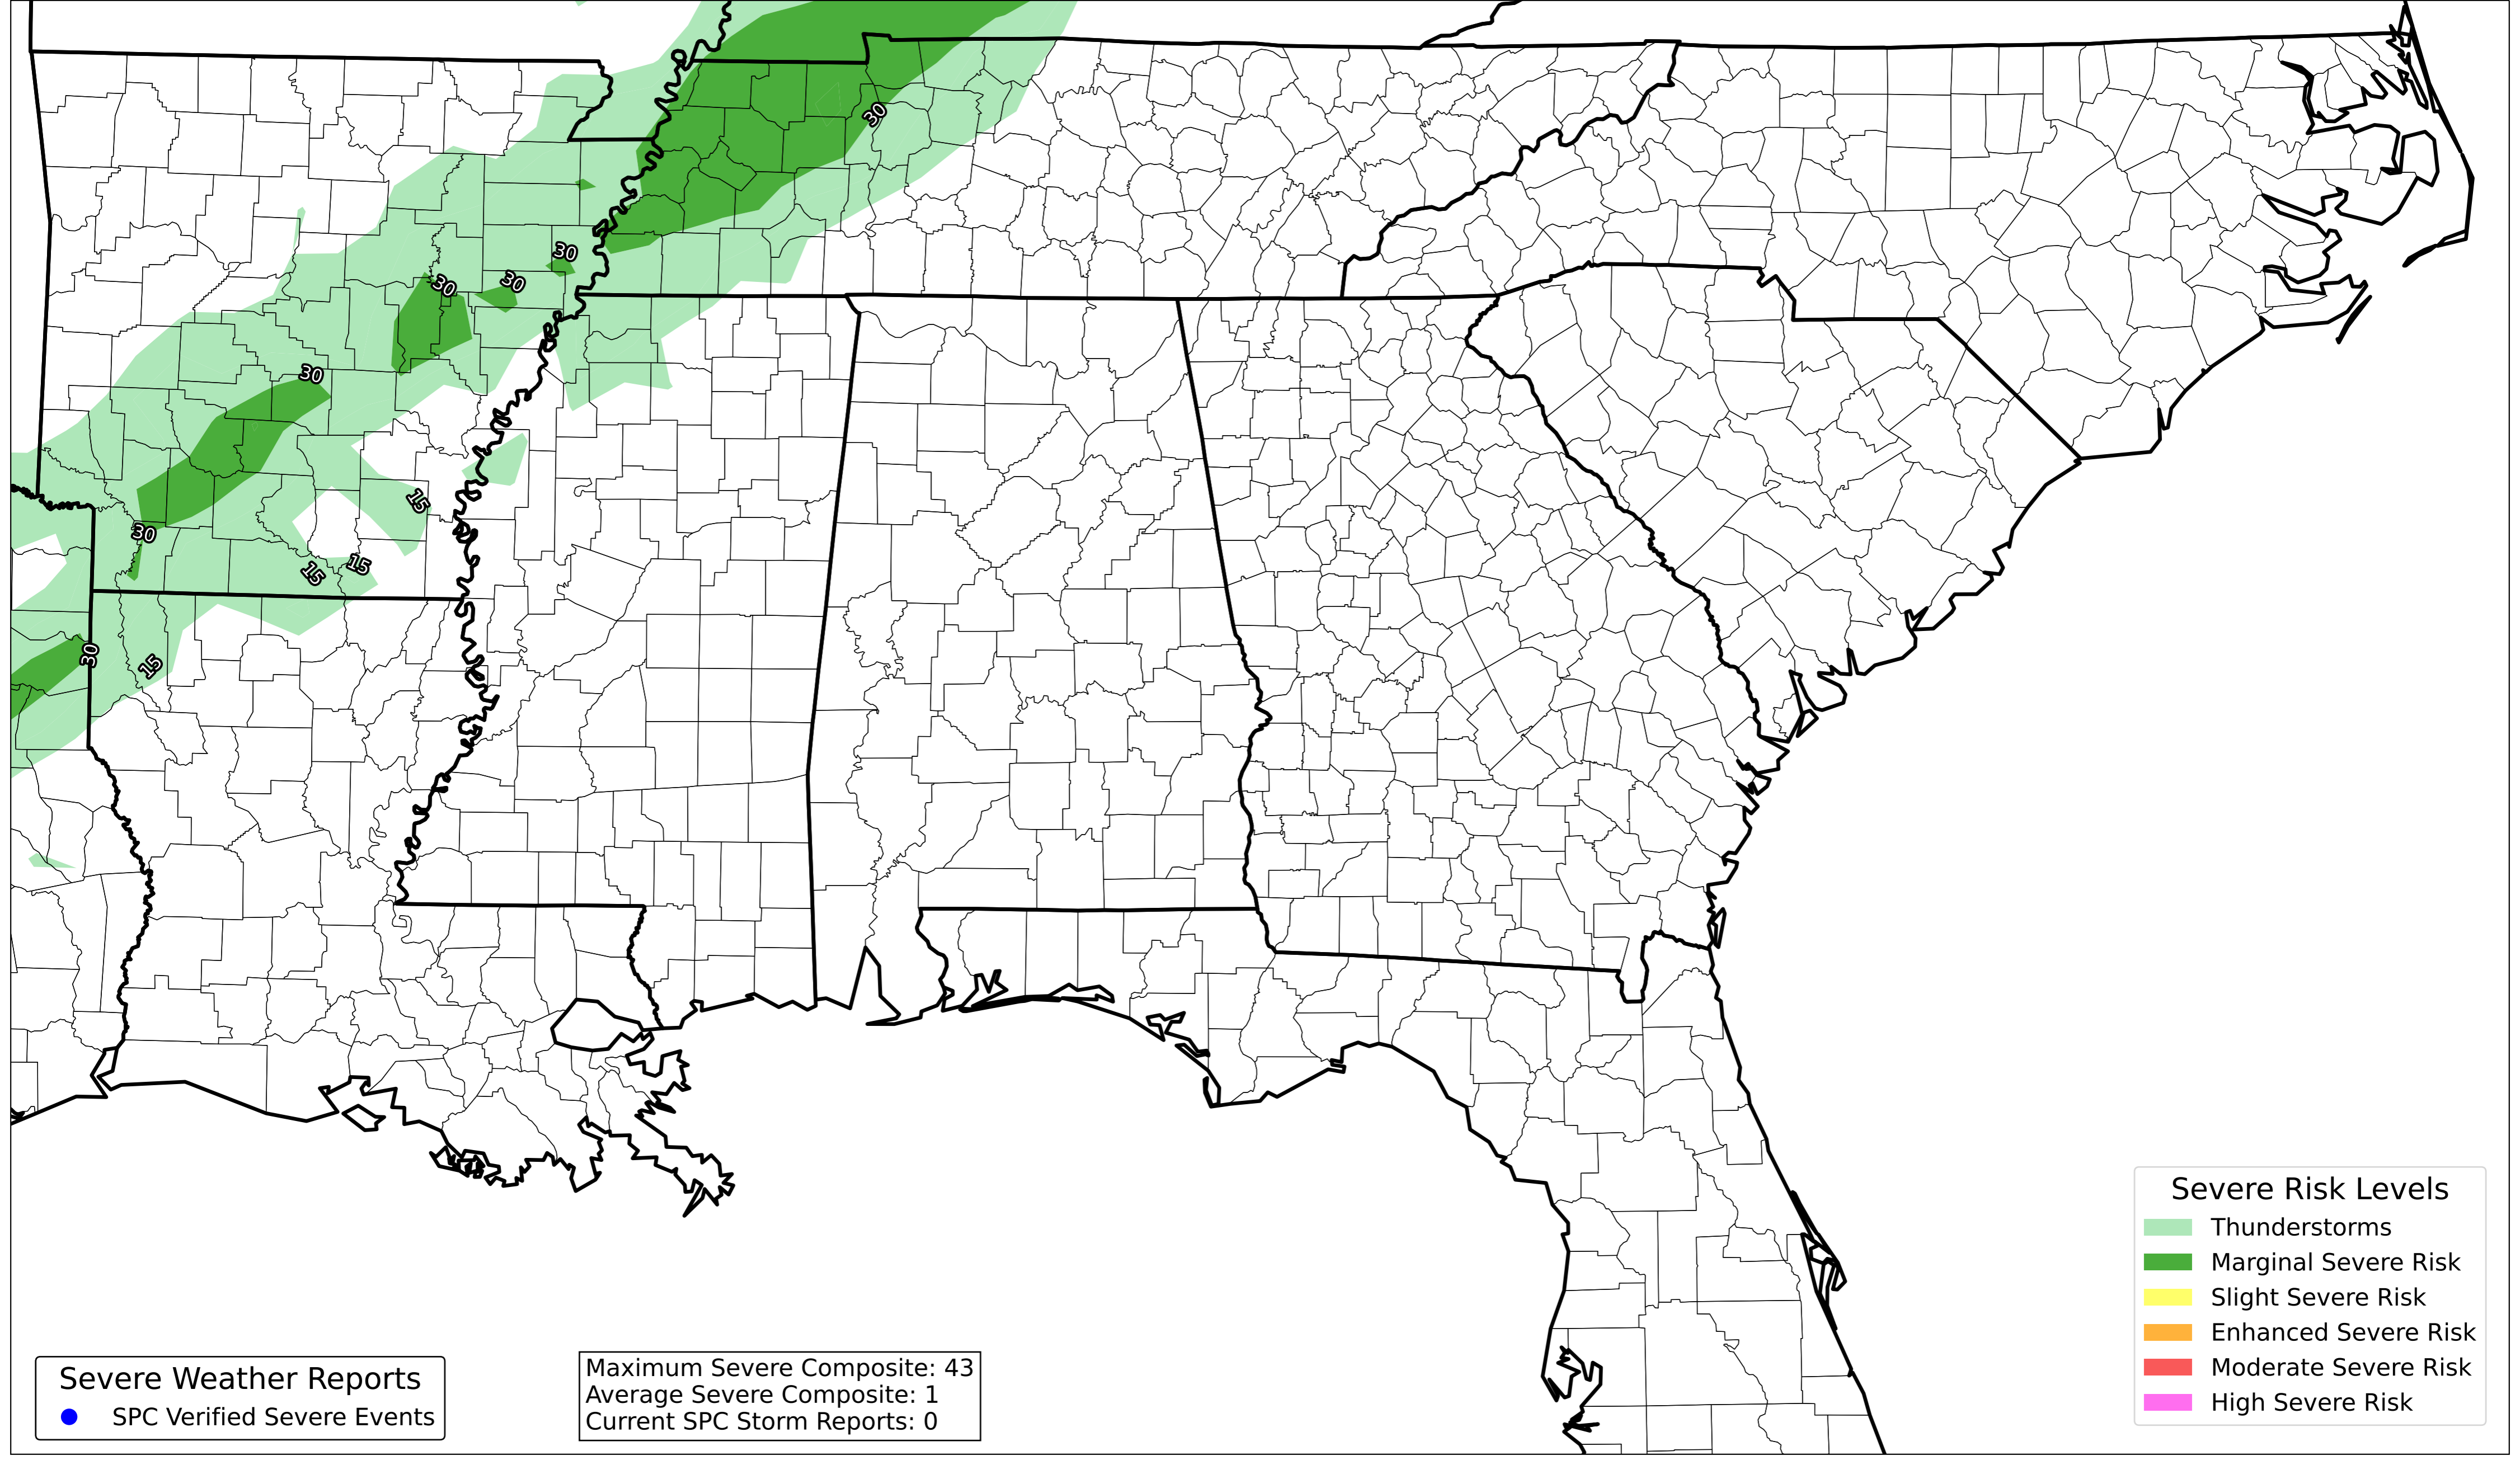 30
30
30
30
30
15
30
15
15
30
15
Severe Risk Levels
Thunderstorms
Marginal Severe Risk
Slight Severe Risk
Enhanced Severe Risk
Moderate Severe Risk
High Severe Risk
Severe Weather Reports
SPC Verified Severe Events
Maximum Severe Composite: 43
Average Severe Composite: 1
Current SPC Storm Reports: 0